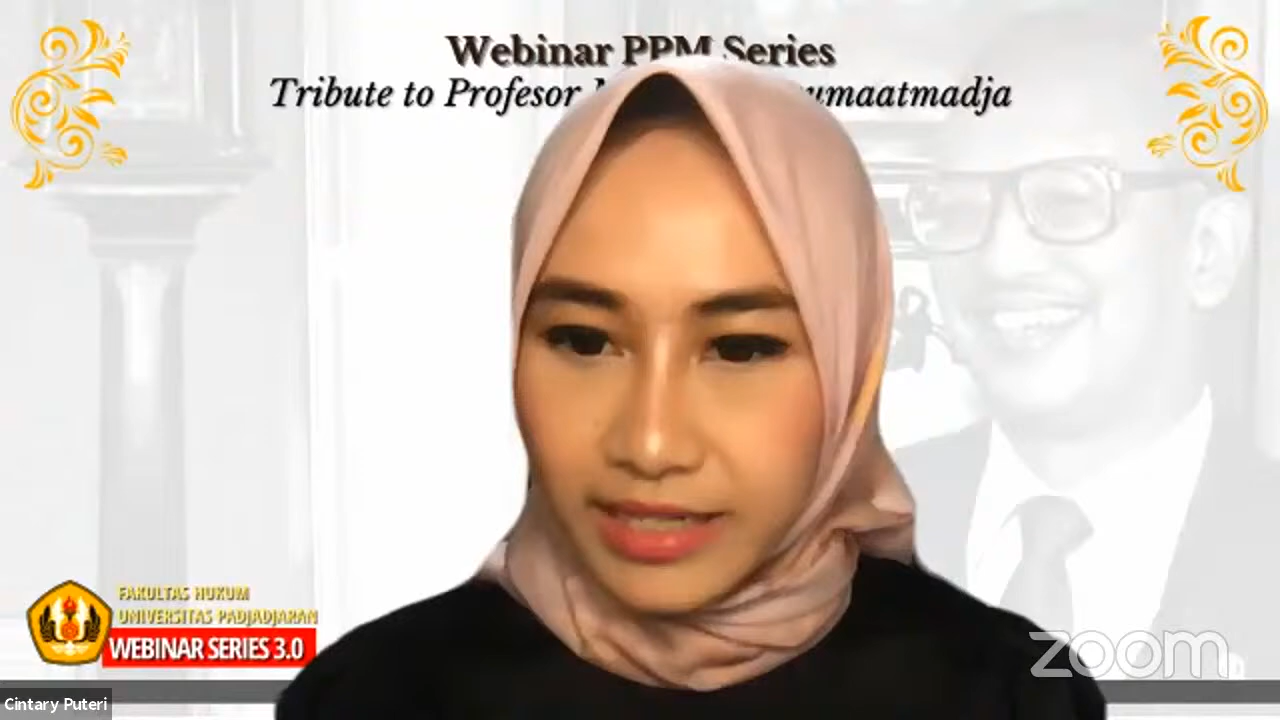 Webinar PPM Series
Tribute to Profesor umaatmadja
FAKULTAS HUKUM
UNIVERSITAS PADJADJARAN
WEBINAR SERIES 3.0
zoom
Cintary Puteri